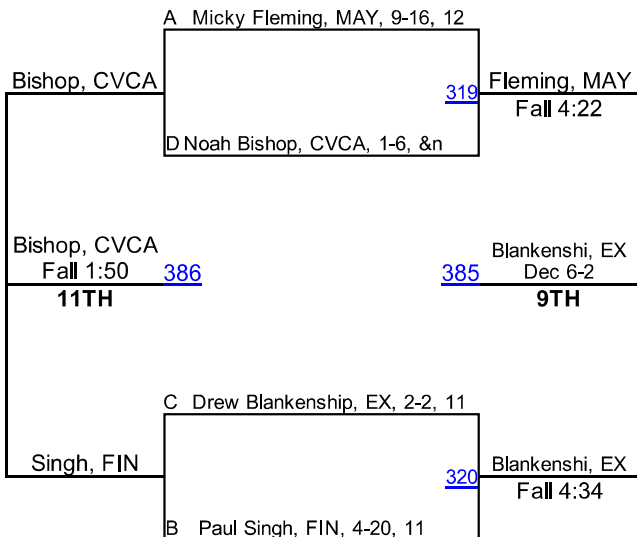 A Micky Fleming, MAY, 9-16, 12
Bishop, CVCA
319
Fleming, MAY
Fall 4:22
D Noah Bishop, CVCA, 1-6, &n
Bishop, CVCA
Fall 1:50
386
11TH
385
Blankenshi, EX
Dec 6-2
9TH
C Drew Blankenship, EX, 2-2, 11
Singh, FIN
320
Blankenshi, EX
Fall 4:34
B Paul Singh, FIN, 4-20, 11